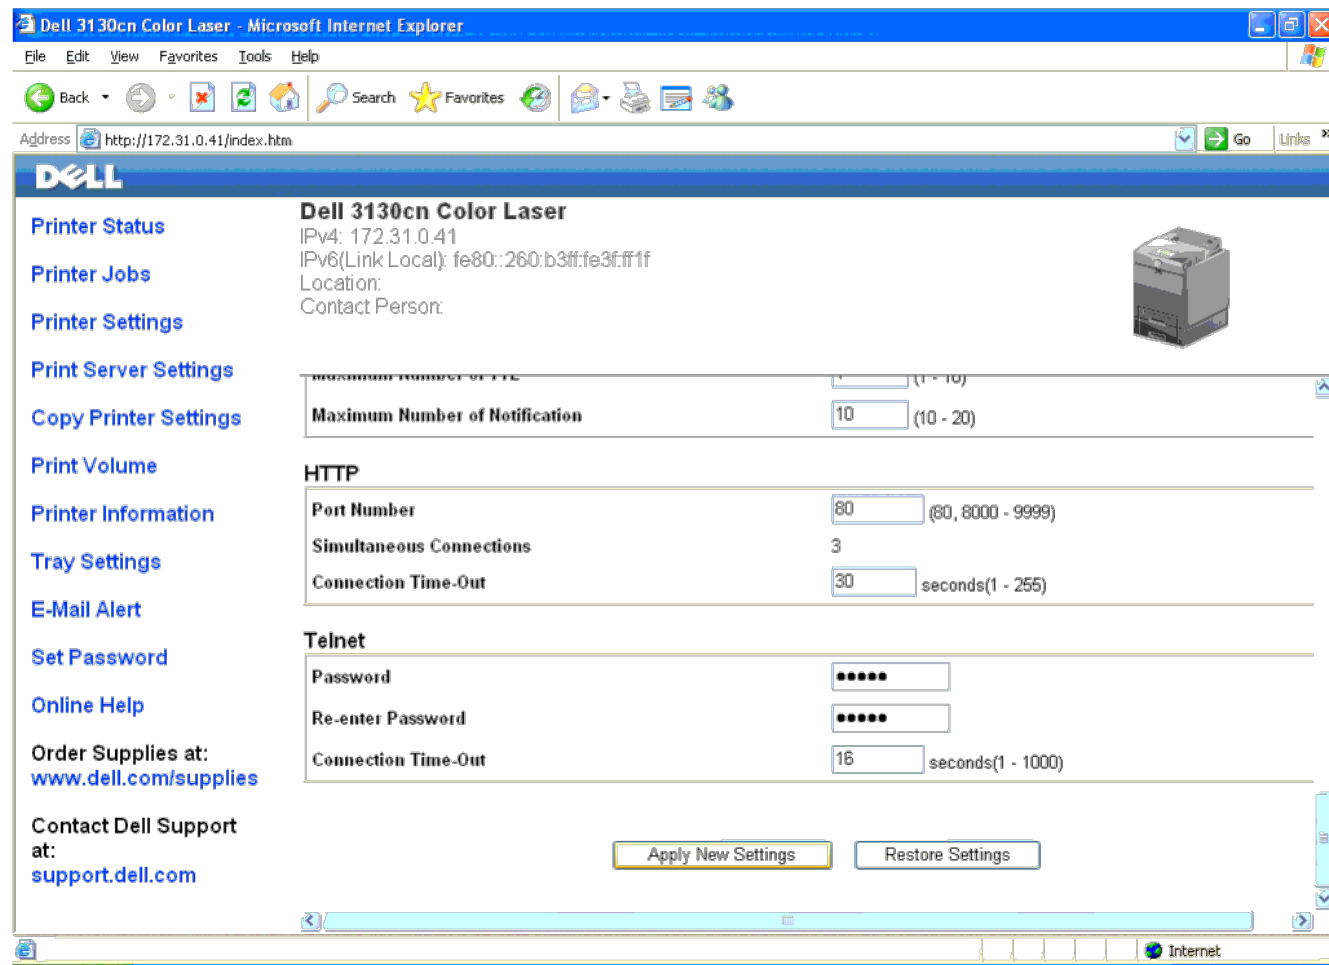 Dell 3130cn Color Laser - Microsoft Internet Explorer
File Edit View Favorites Tools Help
Back Search Favorites
Address http://172.31.0.41/index.htm Go Links »
DELL
Printer Status
Printer Jobs
Printer Settings
Print Server Settings
Copy Printer Settings
Print Volume
Printer Information
Tray Settings
E-Mail Alert
Set Password
Online Help
Order Supplies at:
www.dell.com/supplies
Contact Dell Support
at:
support.dell.com
Dell 3130cn Color Laser
IPv4: 172.31.0.41
IPv6(Link Local): fe80::260:b3ff:fe3f:ff1f
Location:
Contact Person:
Maximum Number of TTL (1 - 10)
Maximum Number of Notification 10 (10 - 20)
HTTP
Port Number 80 (80, 8000 - 9999)
Simultaneous Connections 3
Connection Time-Out 30 seconds(1 - 255)
Telnet
Password •••••
Re-enter Password •••••
Connection Time-Out 16 seconds(1 - 1000)
Apply New Settings Restore Settings
Internet